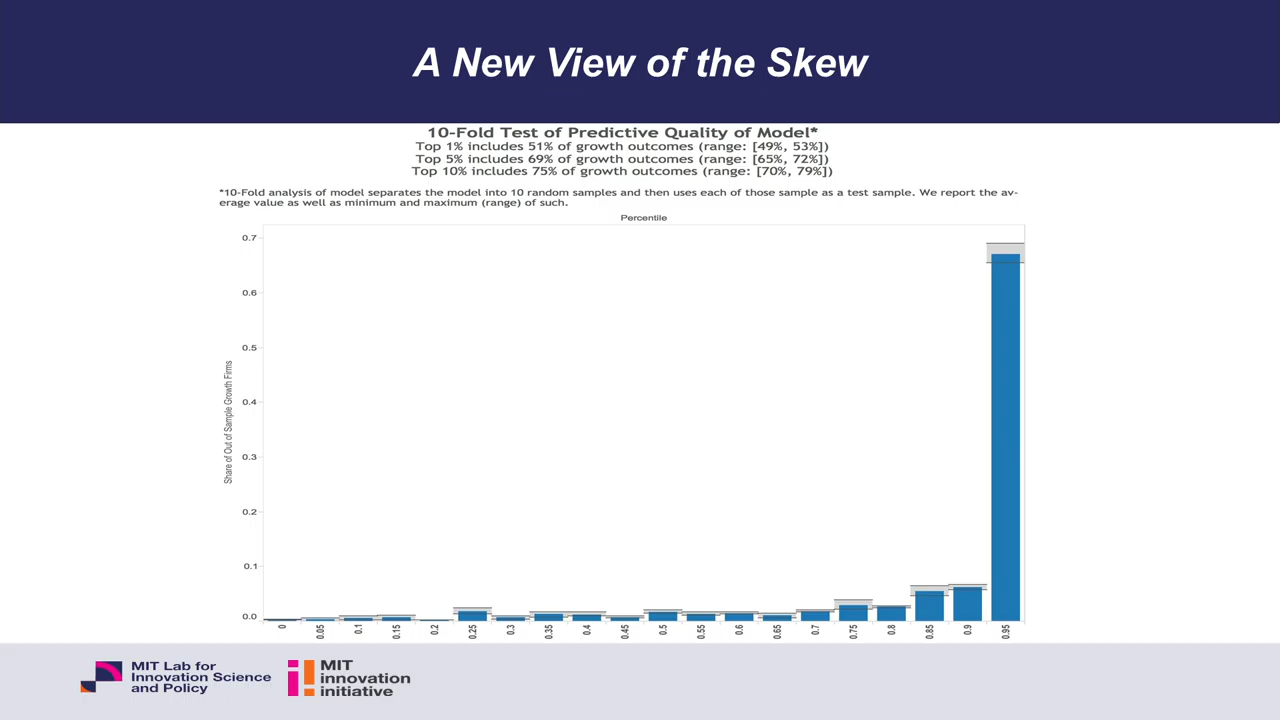 A New View of the Skew
10-Fold Test of Predictive Quality of Model*
Top 1% includes 51% of growth outcomes (range: [49%, 53%])
Top 5% includes 69% of growth outcomes (range: [65%, 72%])
Top 10% includes 75% of growth outcomes (range: [70%, 79%])
*10-Fold analysis of model separates the model into 10 random samples and then uses each of those sample as a test sample. We report the av-
erage value as well as minimum and maximum (range) of such.
Percentile
0.7
0.6
0.5
0.4
0.3
0.2
0.1
0.0
Share of Out of Sample Growth Firms
0
0.05
0.1
0.15
0.2
0.25
0.3
0.35
0.4
0.45
0.5
0.55
0.6
0.65
0.7
0.75
0.8
0.85
0.9
0.95
MIT Lab for
Innovation Science
and Policy
MIT
innovation
initiative